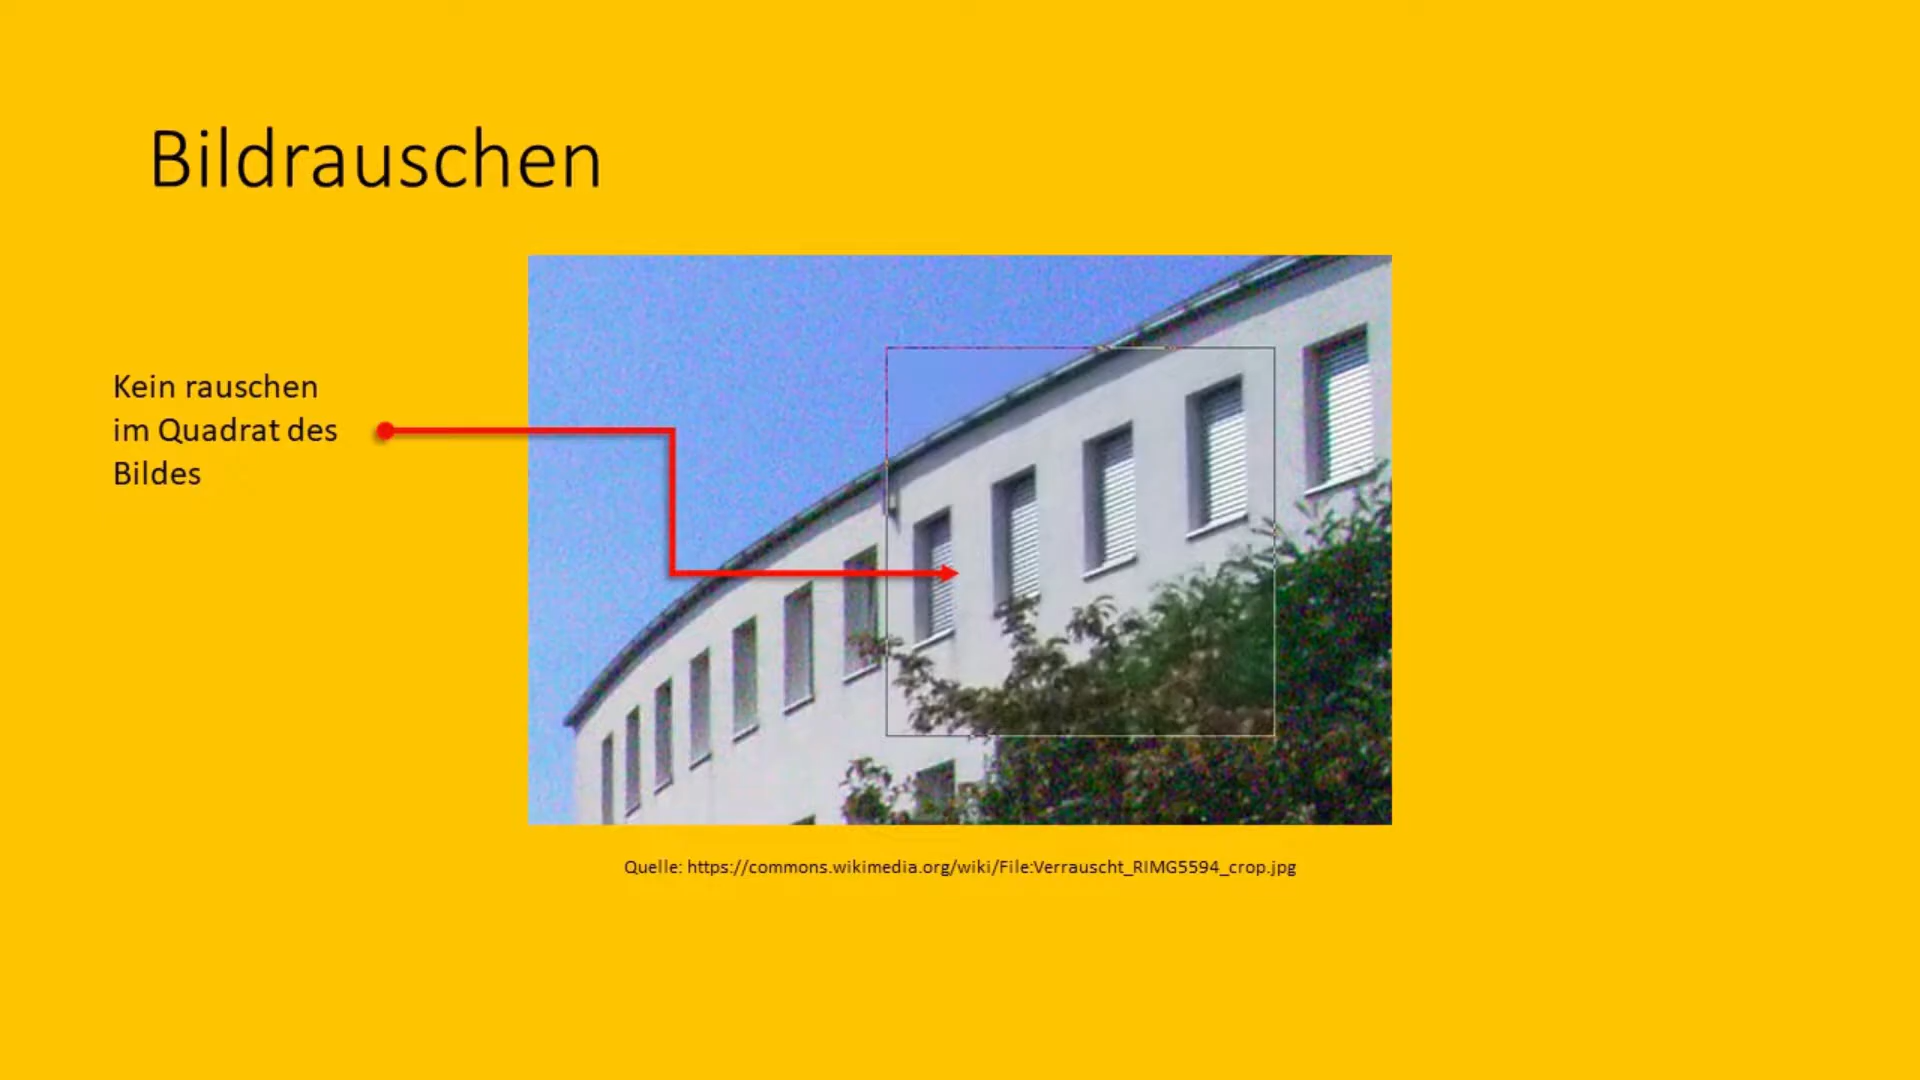 Bildrauschen
Kein rauschen
im Quadrat des
Bildes
Quelle: https://commons.wikimedia.org/wiki/File:Verrauscht_RIMG5594_crop.jpg